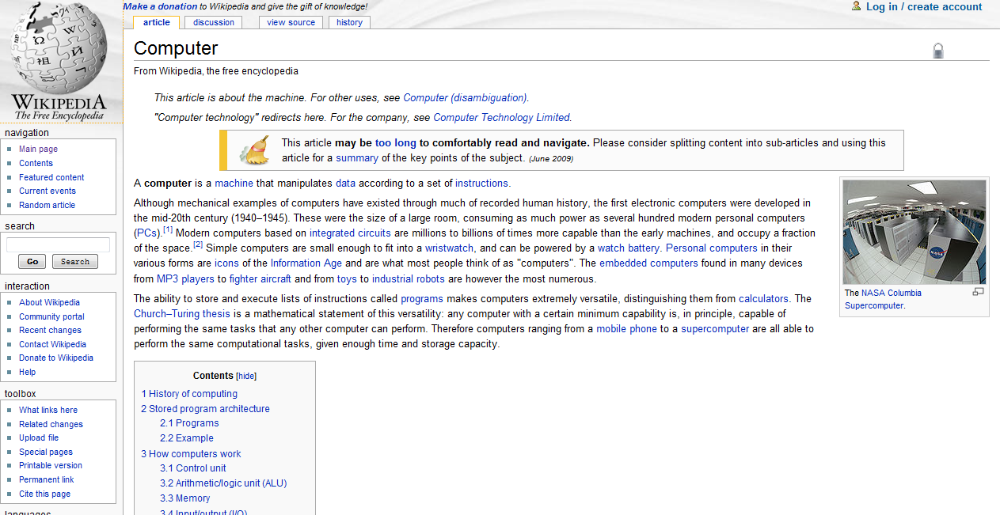 Make a donation to Wikipedia and give the gift of knowledge!
Log in / create account
article
discussion
view source
history
WIKIPEDIA
The Free Encyclopedia
Computer
From Wikipedia, the free encyclopedia
This article is about the machine. For other uses, see Computer (disambiguation).
"Computer technology" redirects here. For the company, see Computer Technology Limited.
This article may be too long to comfortably read and navigate. Please consider splitting content into sub-articles and using this
article for a summary of the key points of the subject. (June 2009)
A computer is a machine that manipulates data according to a set of instructions.
Although mechanical examples of computers have existed through much of recorded human history, the first electronic computers were developed in
the mid-20th century (1940–1945). These were the size of a large room, consuming as much power as several hundred modern personal computers
(PCs).[1] Modern computers based on integrated circuits are millions to billions of times more capable than the early machines, and occupy a fraction
of the space.[2] Simple computers are small enough to fit into a wristwatch, and can be powered by a watch battery. Personal computers in their
various forms are icons of the Information Age and are what most people think of as "computers". The embedded computers found in many devices
from MP3 players to fighter aircraft and from toys to industrial robots are however the most numerous.
The ability to store and execute lists of instructions called programs makes computers extremely versatile, distinguishing them from calculators. The
Church–Turing thesis is a mathematical statement of this versatility: any computer with a certain minimum capability is, in principle, capable of
performing the same tasks that any other computer can perform. Therefore computers ranging from a mobile phone to a supercomputer are all able to
perform the same computational tasks, given enough time and storage capacity.
NASA
The NASA Columbia
Supercomputer.
Contents [hide]
1 History of computing
2 Stored program architecture
2.1 Programs
2.2 Example
3 How computers work
3.1 Control unit
3.2 Arithmetic/logic unit (ALU)
3.3 Memory
3.4 Input/output (I/O)
navigation
Main page
Contents
Featured content
Current events
Random article
search
Go
Search
interaction
About Wikipedia
Community portal
Recent changes
Contact Wikipedia
Donate to Wikipedia
Help
toolbox
What links here
Related changes
Upload file
Special pages
Printable version
Permanent link
Cite this page
languages